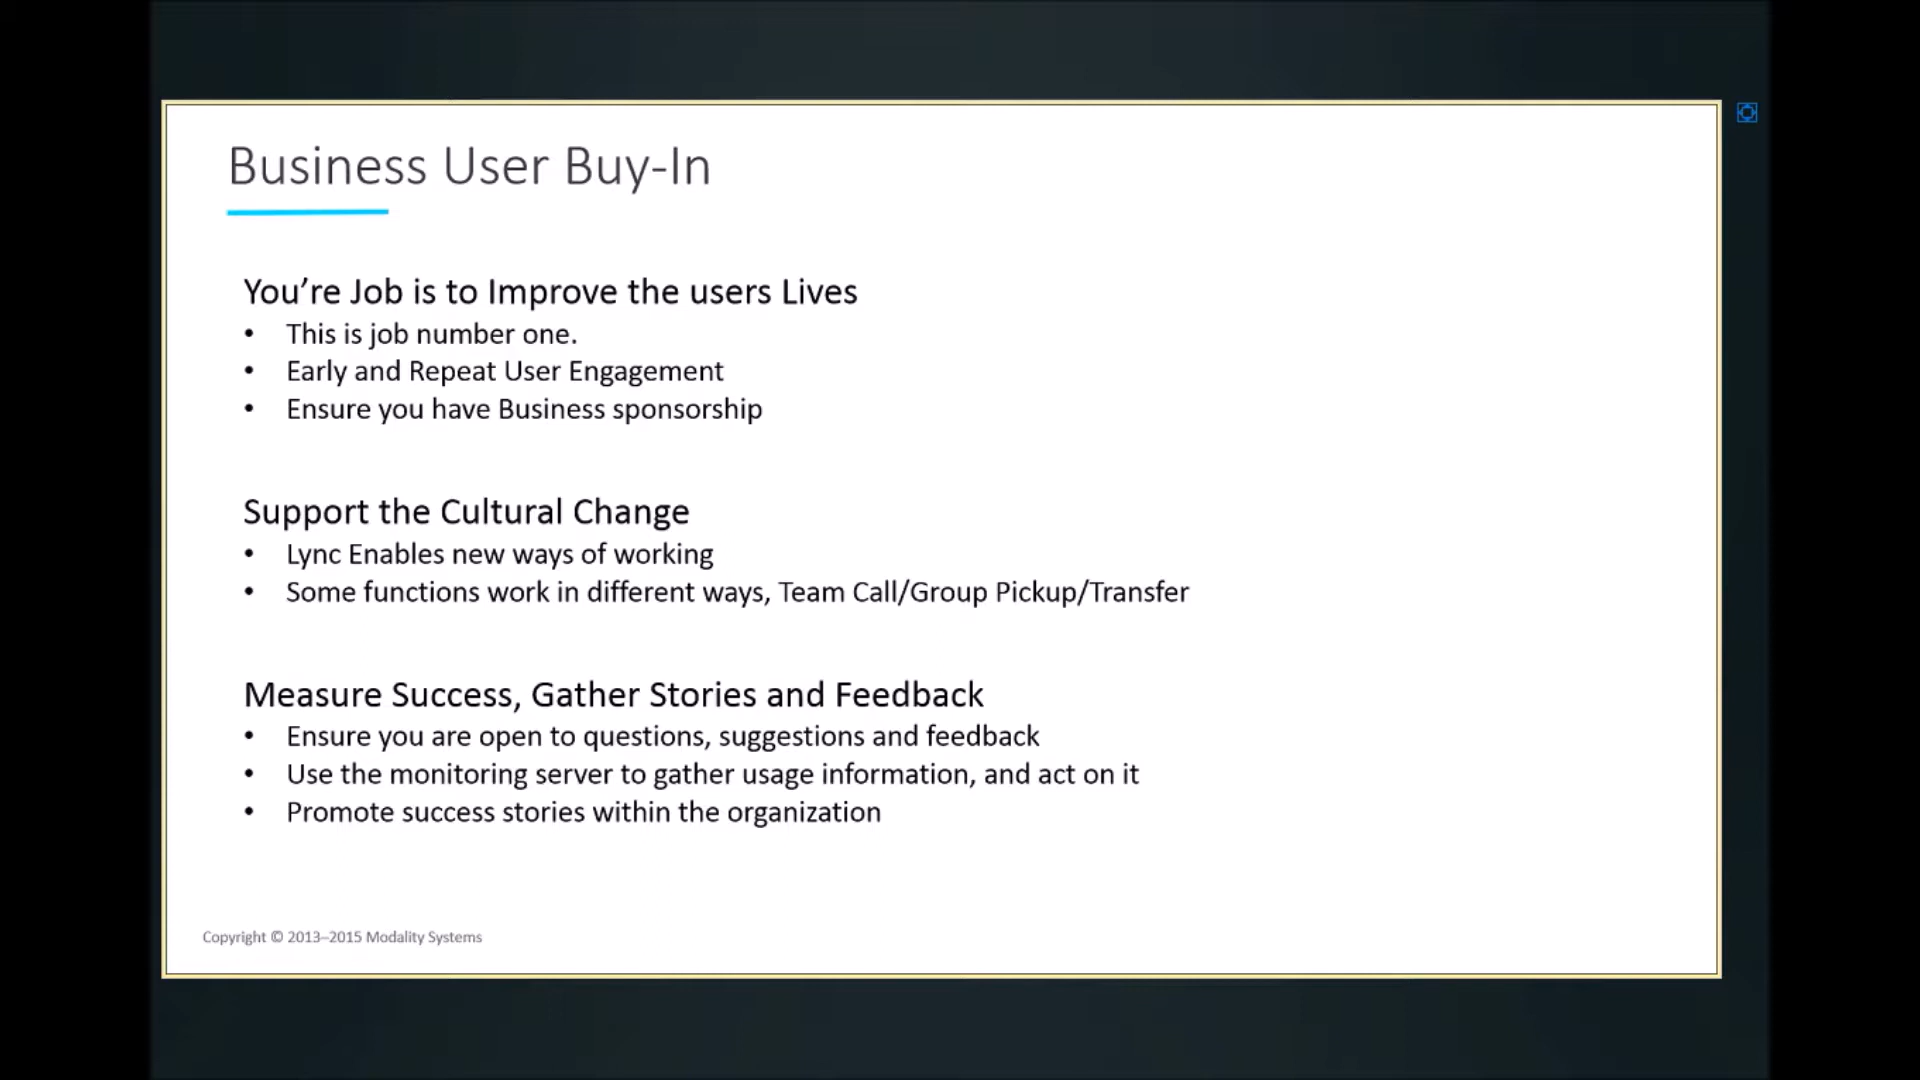 Business User Buy-In
You’re Job is to Improve the users Lives
• This is job number one.
• Early and Repeat User Engagement
• Ensure you have Business sponsorship
Support the Cultural Change
• Lync Enables new ways of working
• Some functions work in different ways, Team Call/Group Pickup/Transfer
Measure Success, Gather Stories and Feedback
• Ensure you are open to questions, suggestions and feedback
• Use the monitoring server to gather usage information, and act on it
• Promote success stories within the organization
Copyright © 2013–2015 Modality Systems